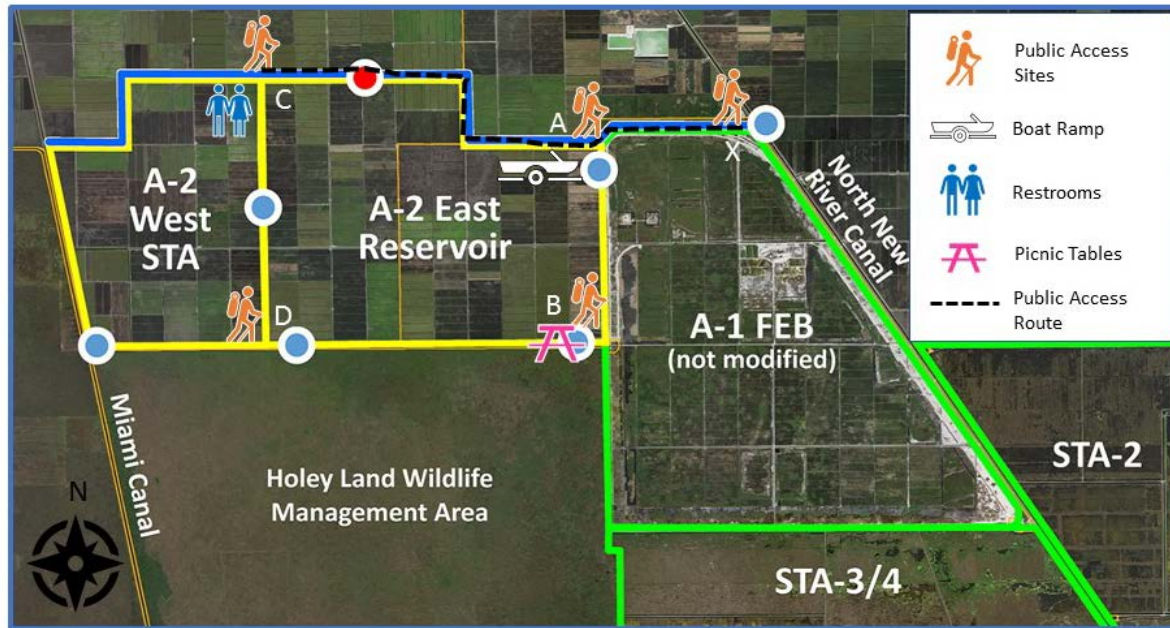 Public Access
Sites
Boat Ramp
Restrooms
Picnic Tables
Public Access
Route
C
A
X
North New
River Canal
A-2
West
STA
A-2 East
Reservoir
B
D
A-1 FEB
(not modified)
Miami Canal
Holey Land Wildlife
Management Area
STA-2
N
STA-3/4